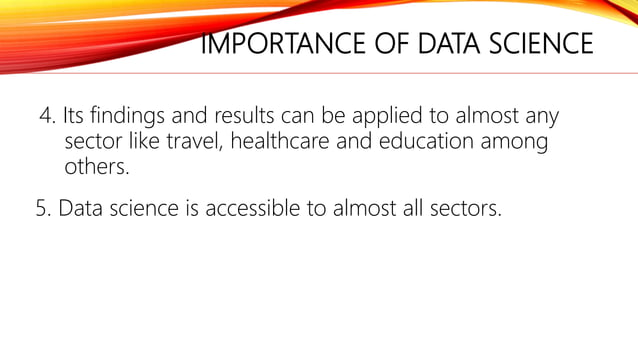 IMPORTANCE OF DATA SCIENCE
4. Its findings and results can be applied to almost any
sector like travel, healthcare and education among
others.
5. Data science is accessible to almost all sectors.